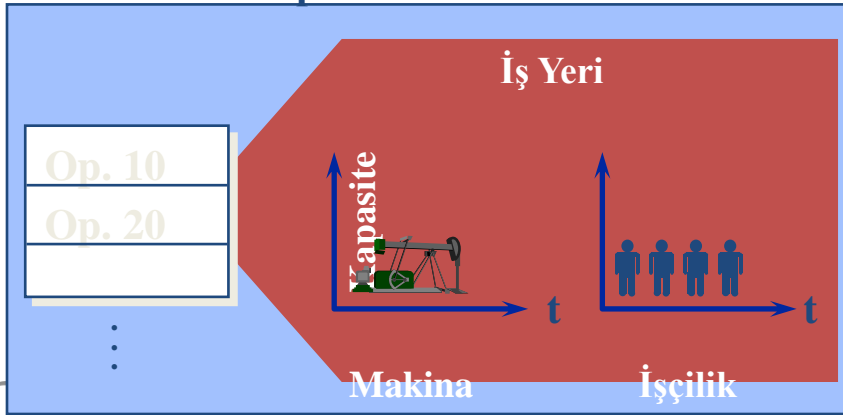 İş Yeri
Op. 10
Op. 20
Kapasite
t
t
Makina
İşçilik